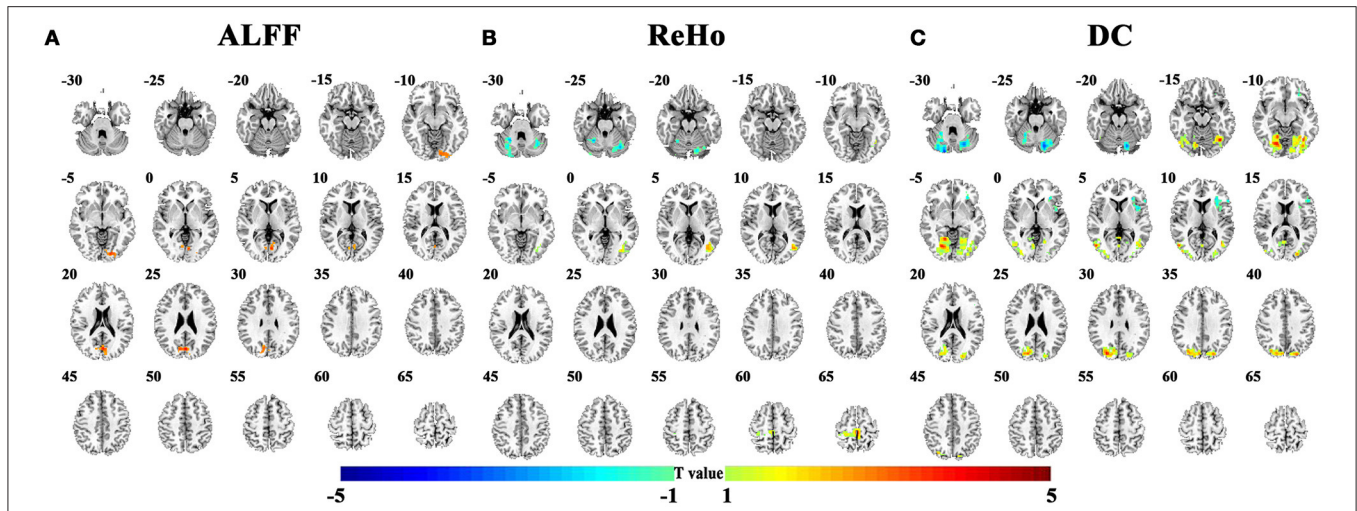 A ALFF B ReHo C DC
-30 -25 -20 -15 -10 -30 -25 -20 -15 -10 -30 -25 -20 -15 -10
-5 0 5 10 15 -5 0 5 10 15 -5 0 5 10 15
20 25 30 35 40 20 25 30 35 40 20 25 30 35 40
45 50 55 60 65 45 50 55 60 65 45 50 55 60 65
T value
-5 -1 1 5